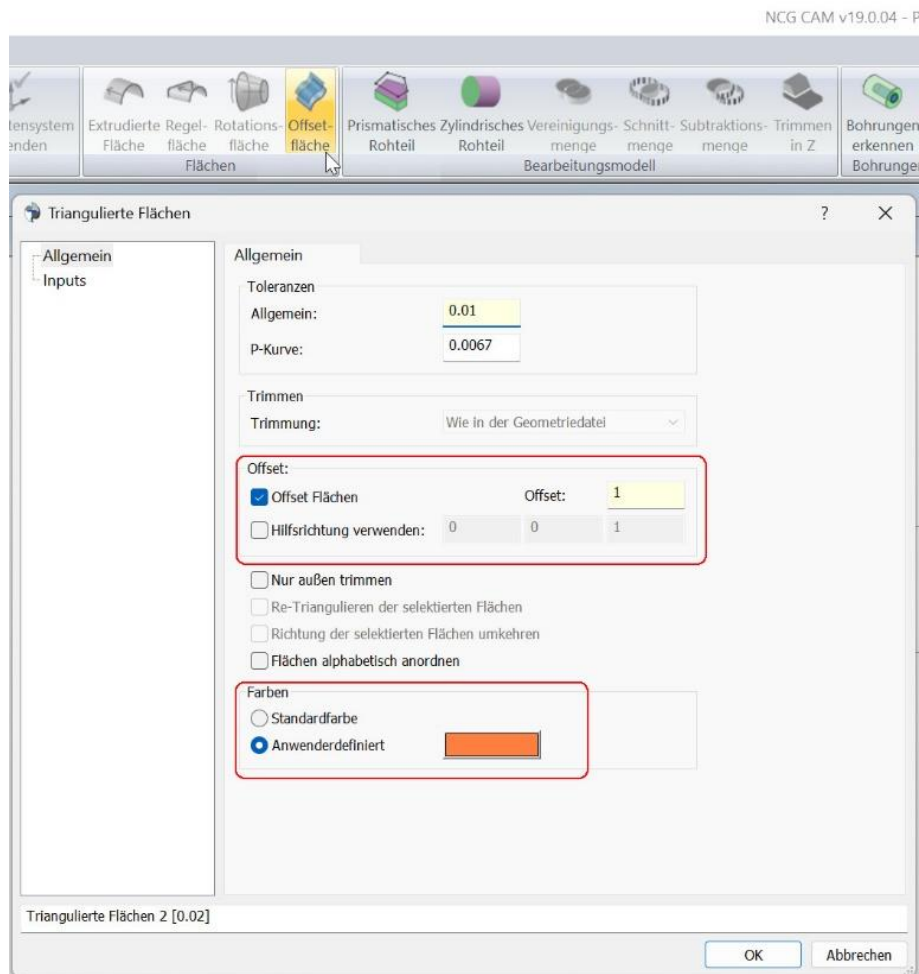 NCG CAM v19.0.04 - P
tensystem Extrudierte Regel- Rotations- Offset- Prismatisches Zylindrisches Vereinigungs- Schnitt- Subtraktions- Trimmen Bohrungen
enden Fläche fläche fläche fläche Rohteil Rohteil menge menge menge in Z erkennen
Flächen Bearbeitungsmodell Bohrunge
Triangulierte Flächen ?
Allgemein
Inputs
Allgemein
Toleranzen
Allgemein: 0.01
P-Kurve: 0.0067
Trimmen
Trimmung: Wie in der Geometriedatei
Offset:
Offset Flächen Offset: 1
Hilfsrichtung verwenden: 0 0 1
Nur außen trimmen
Re-Triangulieren der selektierten Flächen
Richtung der selektierten Flächen umkehren
Flächen alphabetisch anordnen
Farben
Standardfarbe
Anwenderdefiniert
Triangulierte Flächen 2 [0.02]
OK Abbrechen